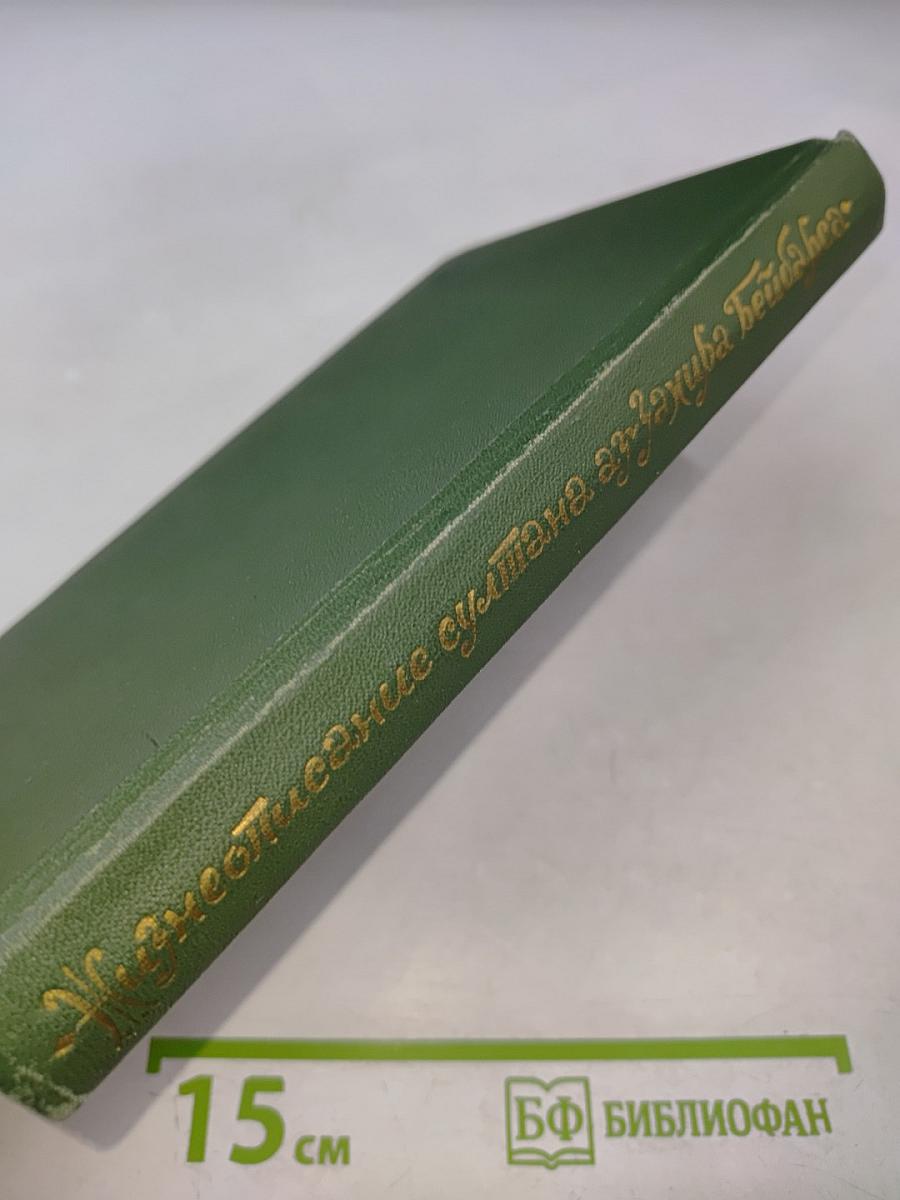 Жизнеописание султана аз-Захира Бейбарса
15 см
БФ БИБЛИОФАН